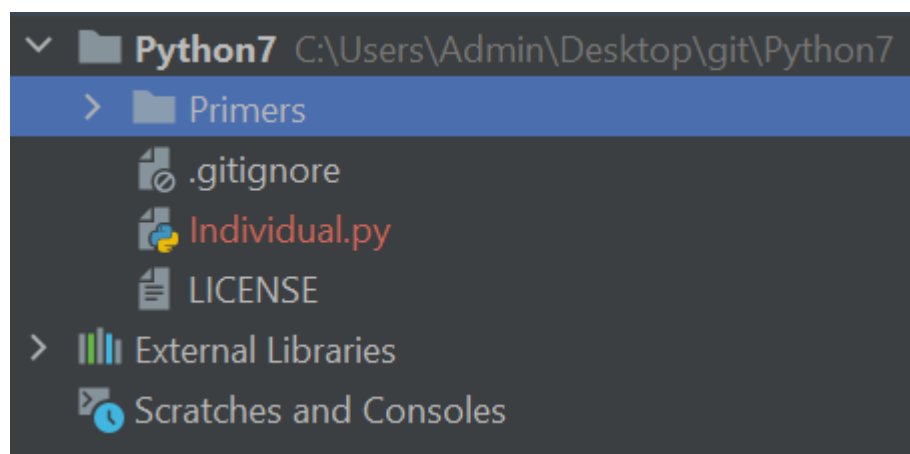 Python7 C:\Users\Admin\Desktop\git\Python7
Primers
.gitignore
Individual.py
LICENSE
External Libraries
Scratches and Consoles